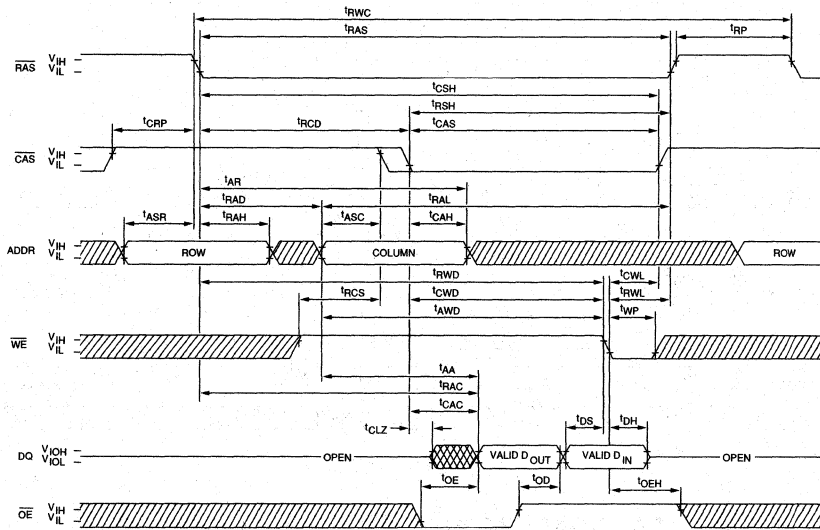 tRWC
tRAS
tRP
RAS VIH
VIL
tCSH
tRSH
tCRP
tRCD
tCAS
CAS VIH
VIL
tAR
tRAD
tRAL
tASR
tRAH
tASC
tCAH
ADDR VIH
VIL
ROW
COLUMN
ROW
tRWD
tCWL
tRCS
tCWD
tRWL
tAWD
tWP
WE VIH
VIL
tAA
tRAC
tCAC
tCLZ
tDS
tDH
DQ VIOH
VIOL
OPEN
VALID DOUT
VALID DIN
OPEN
tOE
tOD
tOEH
OE VIH
VIL